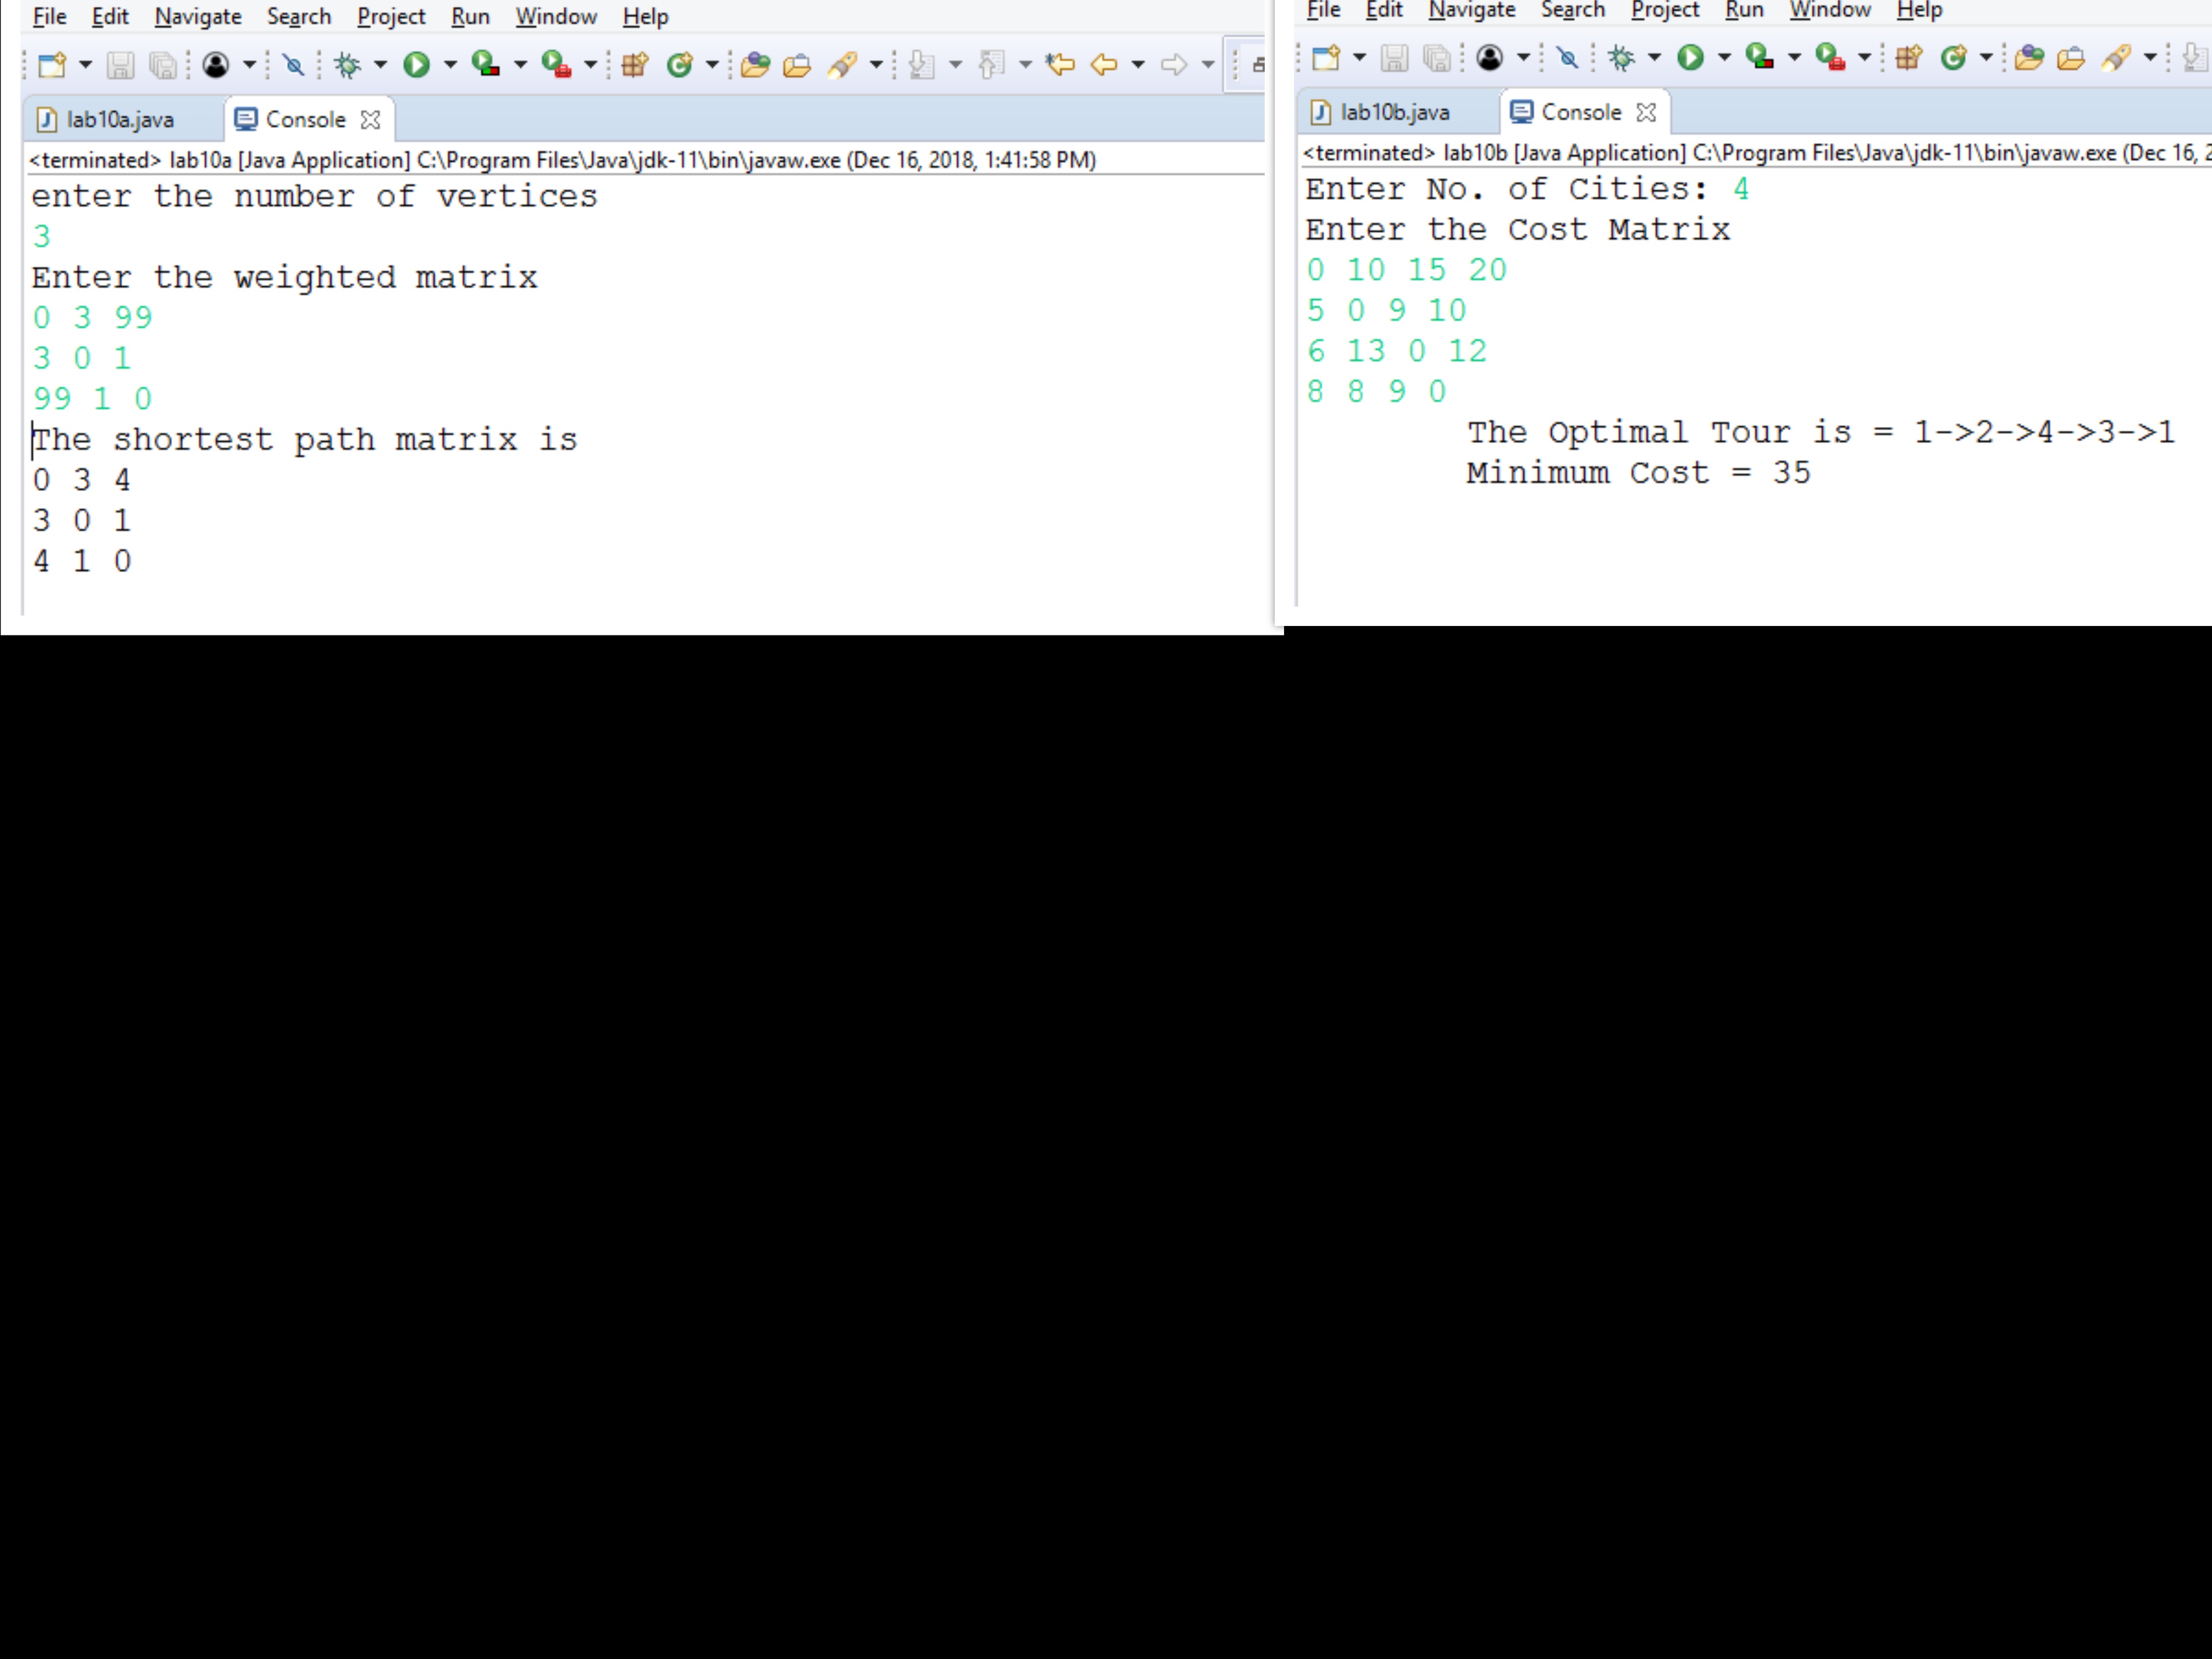 File Edit Navigate Search Project Run Window Help
lab10a.java Console
<terminated> lab10a [Java Application] C:\Program Files\Java\jdk-11\bin\javaw.exe (Dec 16, 2018, 1:41:58 PM)
enter the number of vertices
3
Enter the weighted matrix
0 3 99
3 0 1
99 1 0
The shortest path matrix is
0 3 4
3 0 1
4 1 0
File Edit Navigate Search Project Run Window Help
lab10b.java Console
<terminated> lab10b [Java Application] C:\Program Files\Java\jdk-11\bin\javaw.exe (Dec 16, 2
Enter No. of Cities: 4
Enter the Cost Matrix
0 10 15 20
5 0 9 10
6 13 0 12
8 8 9 0
The Optimal Tour is = 1->2->4->3->1
Minimum Cost = 35